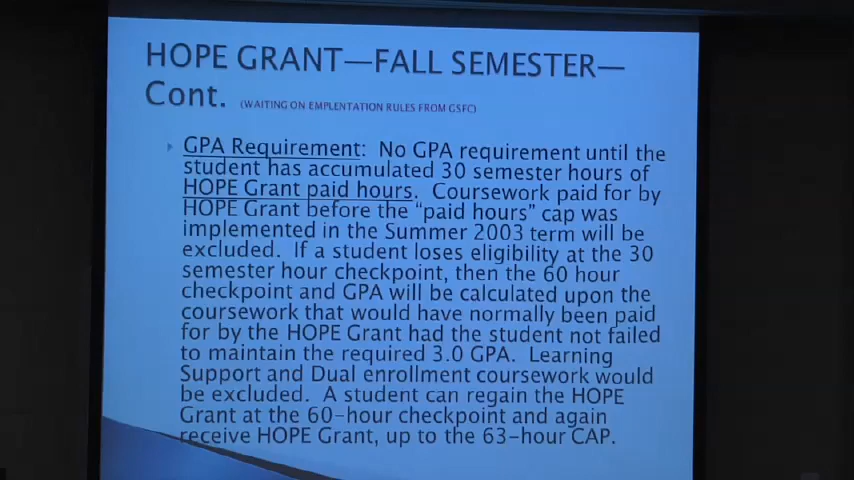 HOPE GRANT—FALL SEMESTER—
Cont. (WAITING ON EMPLENTATION RULES FROM GSFC)
GPA Requirement: No GPA requirement until the
student has accumulated 30 semester hours of
HOPE Grant paid hours. Coursework paid for by
HOPE Grant before the "paid hours" cap was
implemented in the Summer 2003 term will be
excluded. If a student loses eligibility at the 30
semester hour checkpoint, then the 60 hour
checkpoint and GPA will be calculated upon the
coursework that would have normally been paid
for by the HOPE Grant had the student not failed
to maintain the required 3.0 GPA. Learning
Support and Dual enrollment coursework would
be excluded. A student can regain the HOPE
Grant at the 60-hour checkpoint and again
receive HOPE Grant, up to the 63-hour CAP.